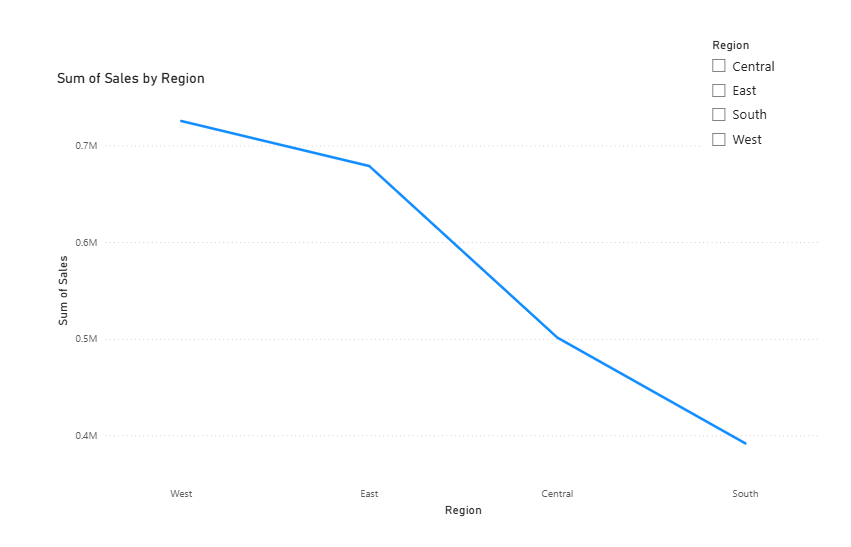 Region
Central
East
South
West
Sum of Sales by Region
Sum of Sales
0.7M
0.6M
0.5M
0.4M
West East Central South
Region